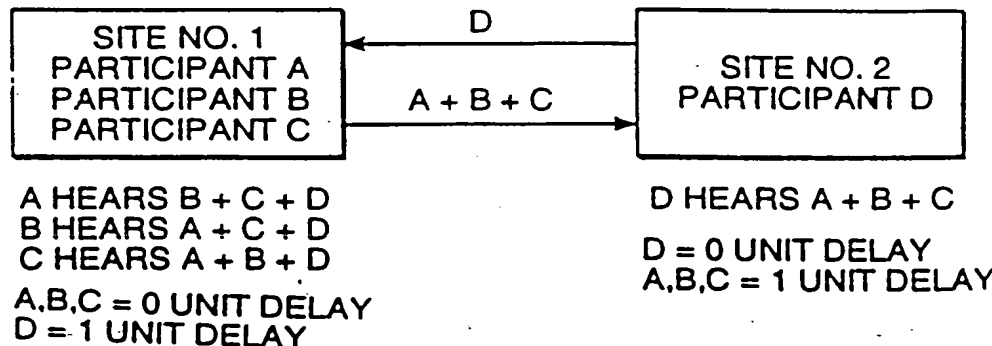 SITE NO. 1
PARTICIPANT A
PARTICIPANT B
PARTICIPANT C
D
A + B + C
SITE NO. 2
PARTICIPANT D
A HEARS B + C + D
B HEARS A + C + D
C HEARS A + B + D
A,B,C = 0 UNIT DELAY
D = 1 UNIT DELAY
D HEARS A + B + C
D = 0 UNIT DELAY
A,B,C = 1 UNIT DELAY